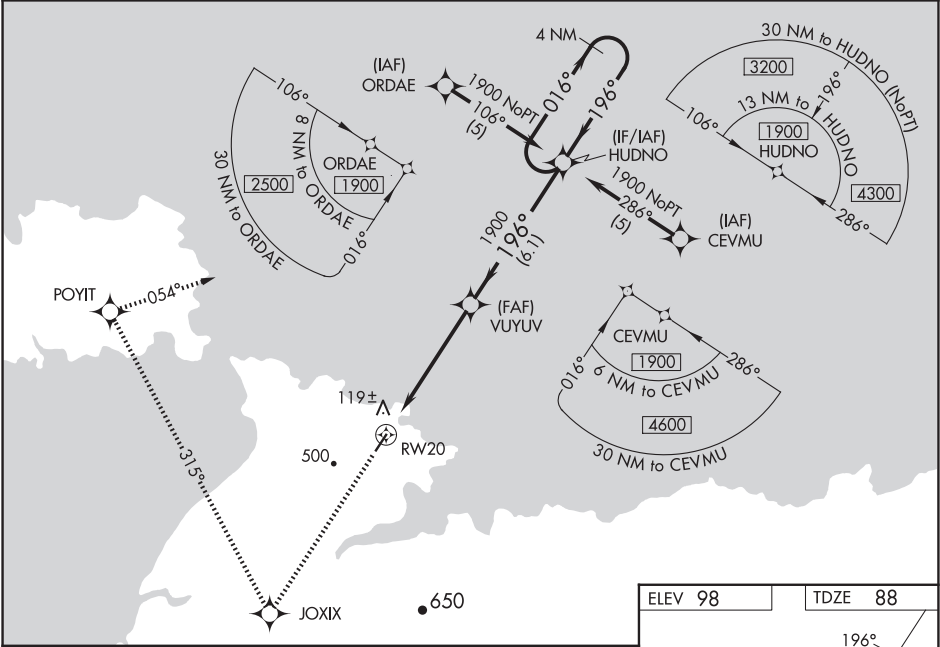 4 NM
30 NM to HUDNO (NoPT)
3200
196°
13 NM to HUDNO
1900
HUDNO
106°
4300
286°
(IAF)
ORDAE
1900 NoPT
106°
(5)
016°
196°
(IF/IAF)
HUDNO
1900 NoPT
286°
(5)
(IAF)
CEVMU
106°
8 NM to ORDAE
ORDAE
1900
2500
30 NM to ORDAE
016°
1900
196°
(6.1)
(FAF)
VUYUV
POYIT
054°
CEVMU
1900
6 NM to CEVMU
016°
286°
4600
30 NM to CEVMU
119±
RW20
500
315°
JOXIX
650
ELEV 98
TDZE 88
196°